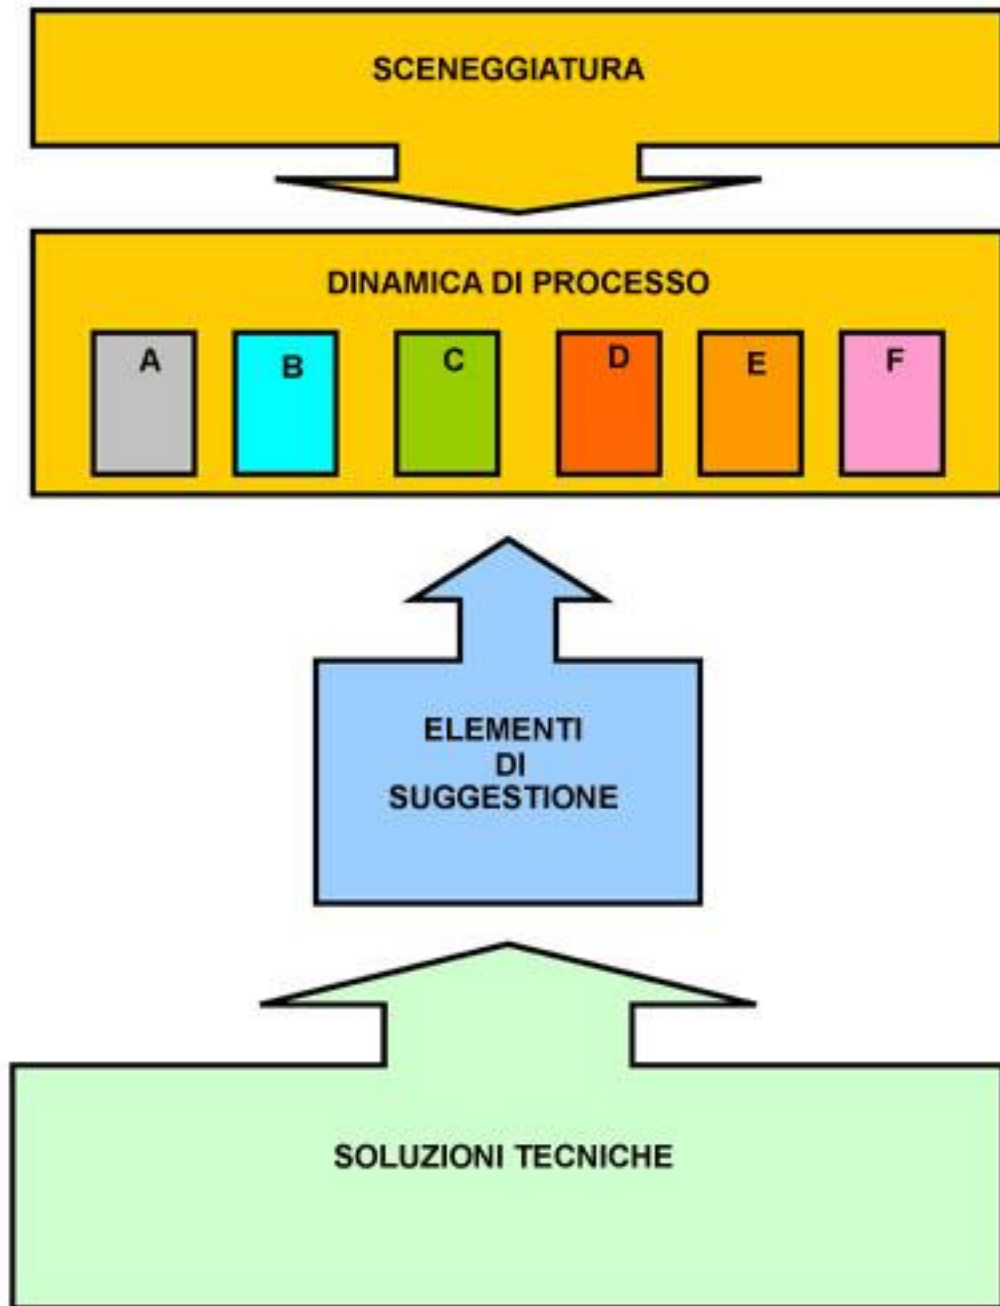 SCENEGGIATURA
DINAMICA DI PROCESSO
A B C D E F
ELEMENTI
DI
SUGGESTIONE
SOLUZIONI TECNICHE